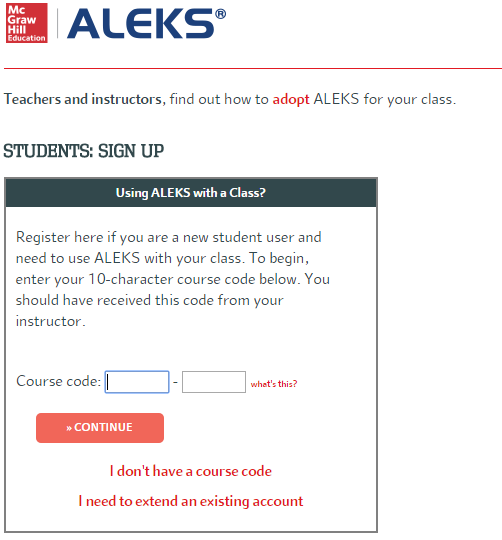 Mc
Graw
Hill
Education
ALEKS®
Teachers and instructors, find out how to adopt ALEKS for your class.
STUDENTS: SIGN UP
Using ALEKS with a Class?
Register here if you are a new student user and
need to use ALEKS with your class. To begin,
enter your 10-character course code below. You
should have received this code from your
instructor.
Course code: - what's this?
» CONTINUE
I don't have a course code
I need to extend an existing account